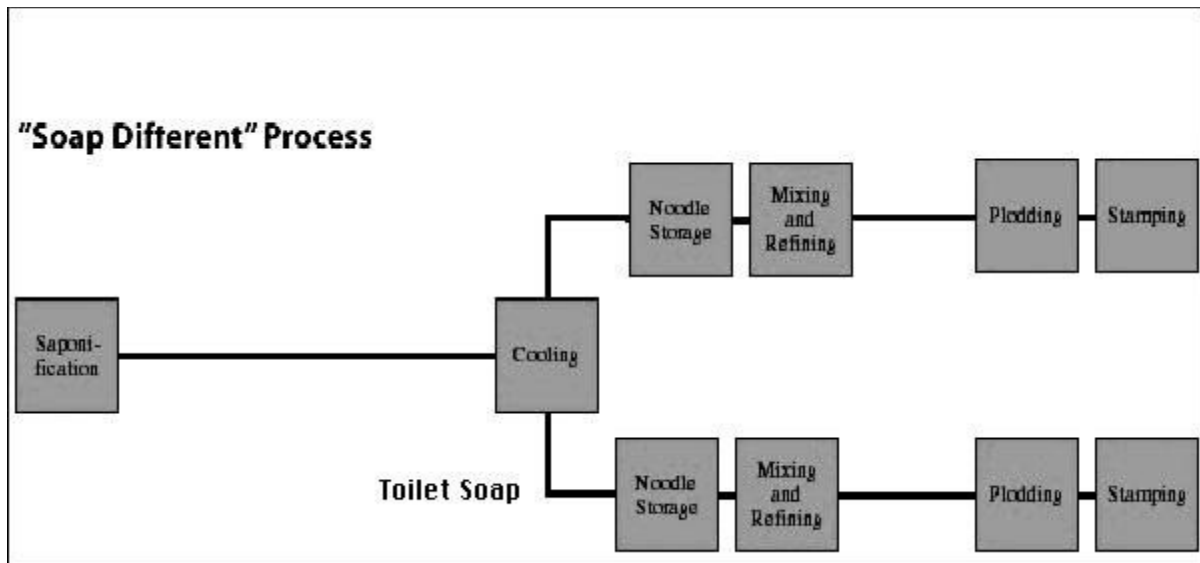 "Soap Different" Process
Noodle
Storage
Mixing
and
Refining
Plodding
Stamping
Saponi-
fication
Cooling
Toilet Soap
Noodle
Storage
Mixing
and
Refining
Plodding
Stamping